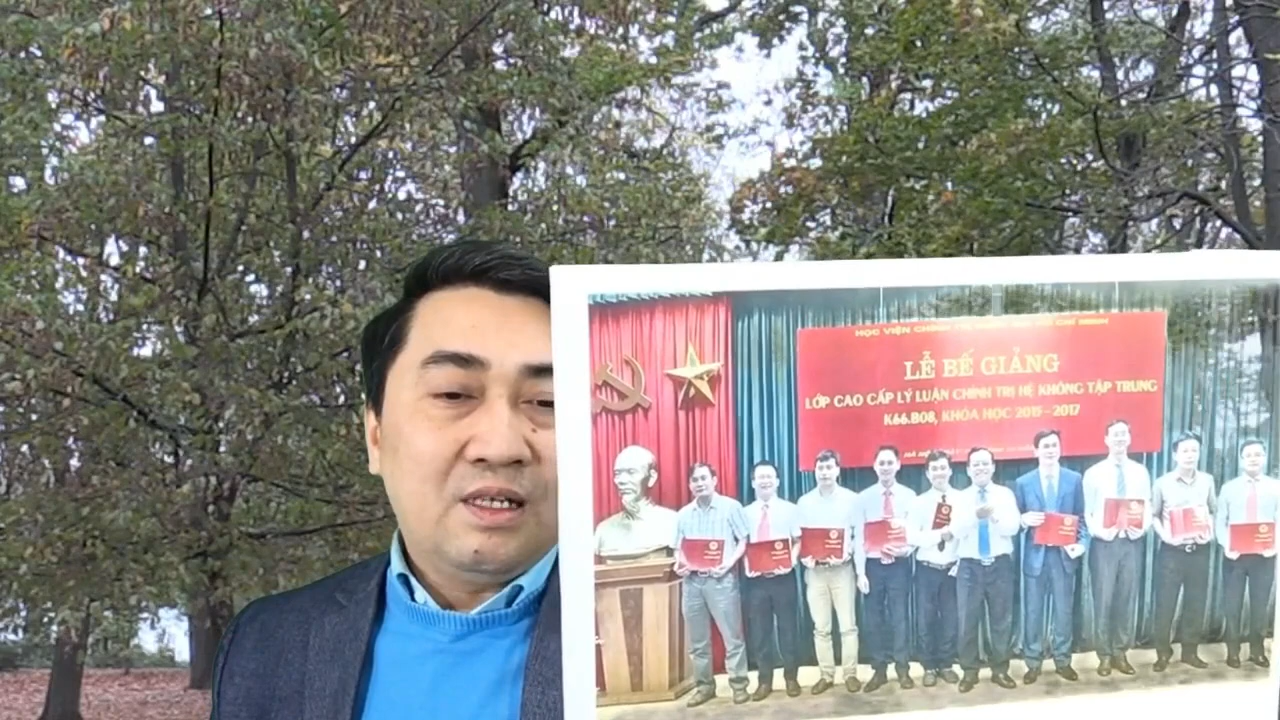 HỌC VIỆN CHÍNH TRỊ
LỄ BẾ GIẢNG
LỚP CAO CẤP LÝ LUẬN CHÍNH TRỊ HỆ KHÔNG TẬP TRUNG
K66.B08, KHÓA HỌC 2015-2017